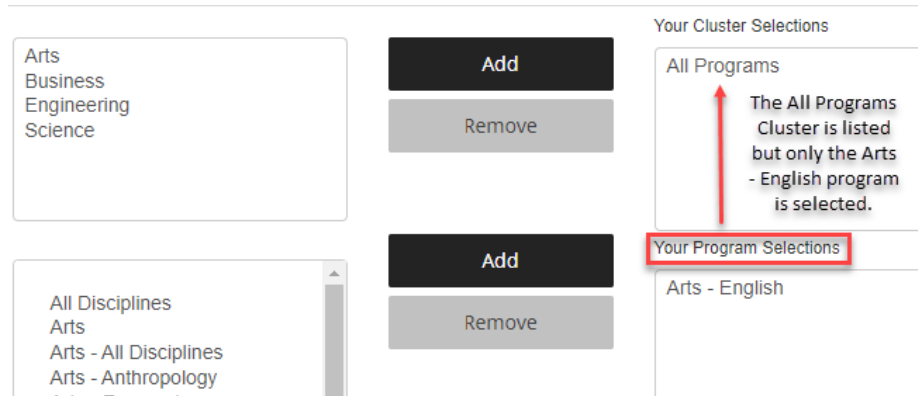 Your Cluster Selections
Arts
Business
Engineering
Science
Add
Remove
All Programs
The All Programs
Cluster is listed
but only the Arts
- English program
is selected.
Your Program Selections
All Disciplines
Arts
Arts - All Disciplines
Arts - Anthropology
Add
Remove
Arts - English